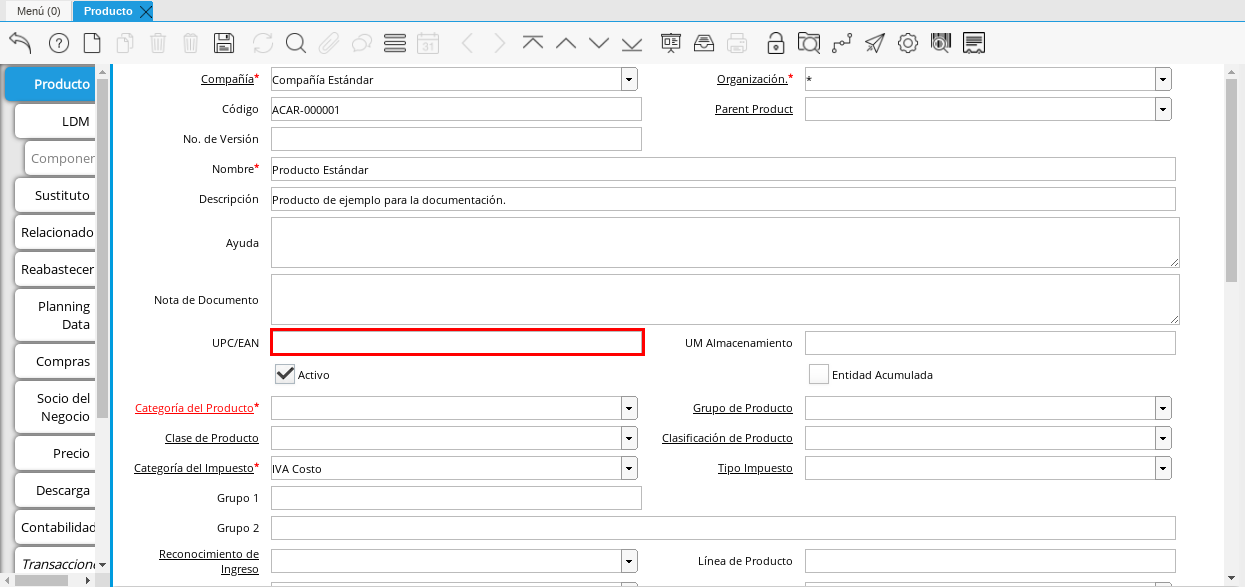 Menú (0)
Producto
31
Producto
LDM
Componen
Sustituto
Relacionado
Reabastecer
Planning
Data
Compras
Socio del
Negocio
Precio
Descarga
Contabilidad
Transaccione
Compañía* Compañía Estándar Organización.* *
Código ACAR-000001 Parent Product
No. de Versión
Nombre* Producto Estándar
Descripción Producto de ejemplo para la documentación.
Ayuda
Nota de Documento
UPC/EAN UM Almacenamiento
Activo Entidad Acumulada
Categoría del Producto* Grupo de Producto
Clase de Producto Clasificación de Producto
Categoría del Impuesto* IVA Costo Tipo Impuesto
Grupo 1
Grupo 2
Reconocimiento de
Ingreso Línea de Producto